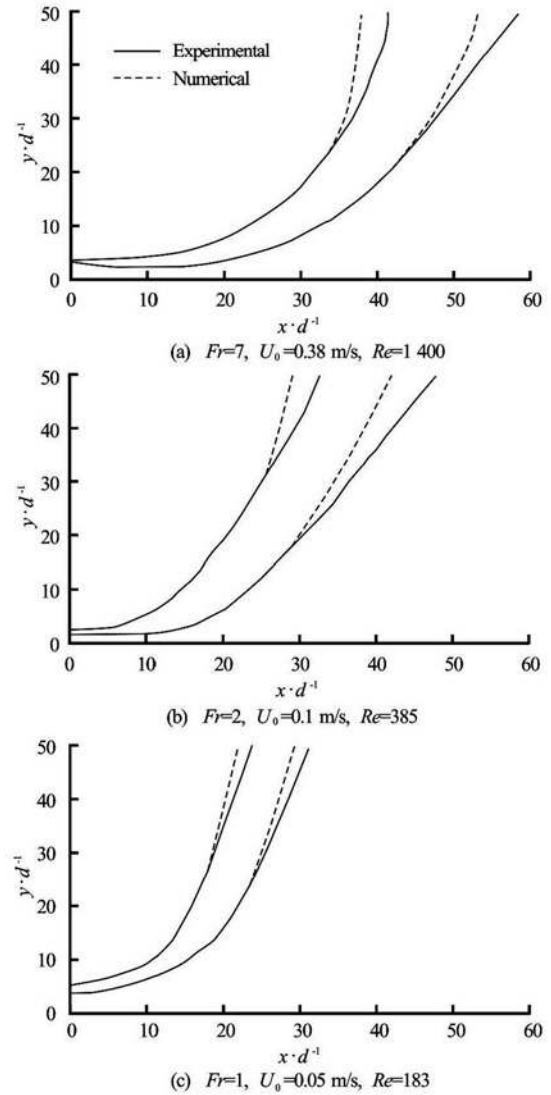 50
Experimental
40
Numerical
30
y·d⁻¹
20
10
0
0 10 20 30 40 50 60
x·d⁻¹
(a) Fr=7, U₀=0.38 m/s, Re=1 400
50
40
30
y·d⁻¹
20
10
0
0 10 20 30 40 50 60
x·d⁻¹
(b) Fr=2, U₀=0.1 m/s, Re=385
50
40
30
y·d⁻¹
20
10
0
0 10 20 30 40 50 60
x·d⁻¹
(c) Fr=1, U₀=0.05 m/s, Re=183